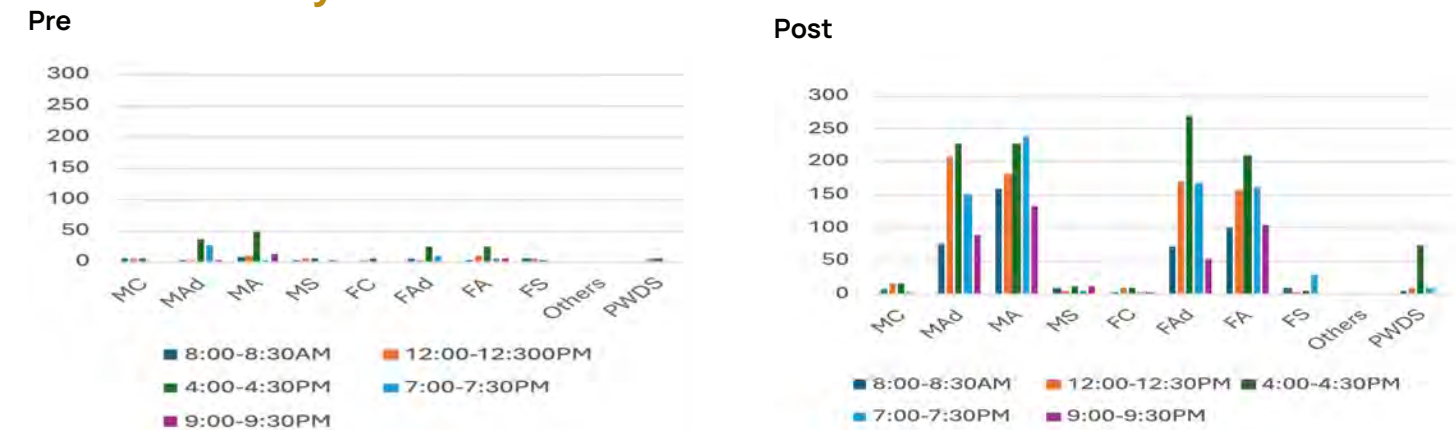 Pre
300
250
200
150
100
50
0
MC MAd MA MS FC FAd FA FS Others PWDS
8:00-8:30AM 12:00-12:300PM
4:00-4:30PM 7:00-7:30PM
9:00-9:30PM
Post
300
250
200
150
100
50
0
MC MAd MA MS FC FAd FA FS Others PWDS
8:00-8:30AM 12:00-12:30PM 4:00-4:30PM
7:00-7:30PM 9:00-9:30PM